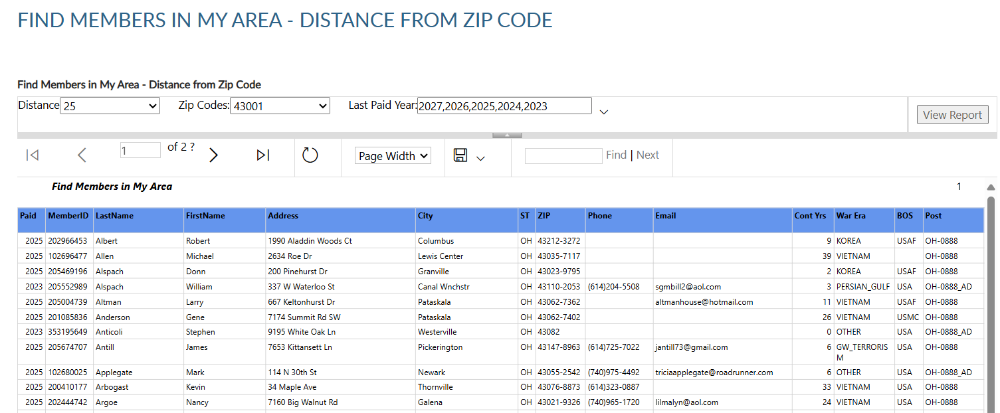 FIND MEMBERS IN MY AREA - DISTANCE FROM ZIP CODE
Find Members in My Area - Distance from Zip Code
Distance 25 Zip Codes: 43001 Last Paid Year: 2027,2026,2025,2024,2023 View Report
1 of 2 ? Page Width Find | Next
Find Members in My Area 1
Paid MemberID LastName FirstName Address City ST ZIP Phone Email Cont Yrs War Era BOS Post
2025 202966453 Albert Robert 1990 Aladdin Woods Ct Columbus OH 43212-3272 9 KOREA USAF OH-0888
2025 102696477 Allen Michael 2634 Roe Dr Lewis Center OH 43035-7117 39 VIETNAM OH-0888
2025 205469196 Alspach Donn 200 Pinehurst Dr Granville OH 43023-9795 2 KOREA USAF OH-0888
2023 205552989 Alspach William 337 W Waterloo St Canal Wnchstr OH 43110-2053 (614)204-5508 sgmbill2@aol.com 3 PERSIAN_GULF USA OH-0888_AD
2025 205004739 Altman Larry 667 Keltonhurst Dr Pataskala OH 43062-7362 altmanhouse@hotmail.com 11 VIETNAM USAF OH-0888
2025 201085836 Anderson Gene 7174 Summit Rd SW Pataskala OH 43062-7402 26 VIETNAM USMC OH-0888
2023 353195649 Anticoli Stephen 9195 White Oak Ln Westerville OH 43082 0 OTHER USA OH-0888_AD
2025 205674707 Antill James 7653 Kittansett Ln Pickerington OH 43147-8963 (614)725-7022 jantill73@gmail.com 6 GW_TERRORIS USA OH-0888
M
2025 102680025 Applegate Mark 114 N 30th St Newark OH 43055-2542 (740)975-4492 triciaapplegate@roadrunner.com 6 OTHER USA OH-0888_AD
2025 200410177 Arbogast Kevin 34 Maple Ave Thornville OH 43076-8873 (614)323-0887 33 VIETNAM USA OH-0888
2025 202444742 Argoe Nancy 7160 Big Walnut Rd Galena OH 43021-9326 (740)965-1720 lilmalyn@aol.com 24 VIETNAM USA OH-0888